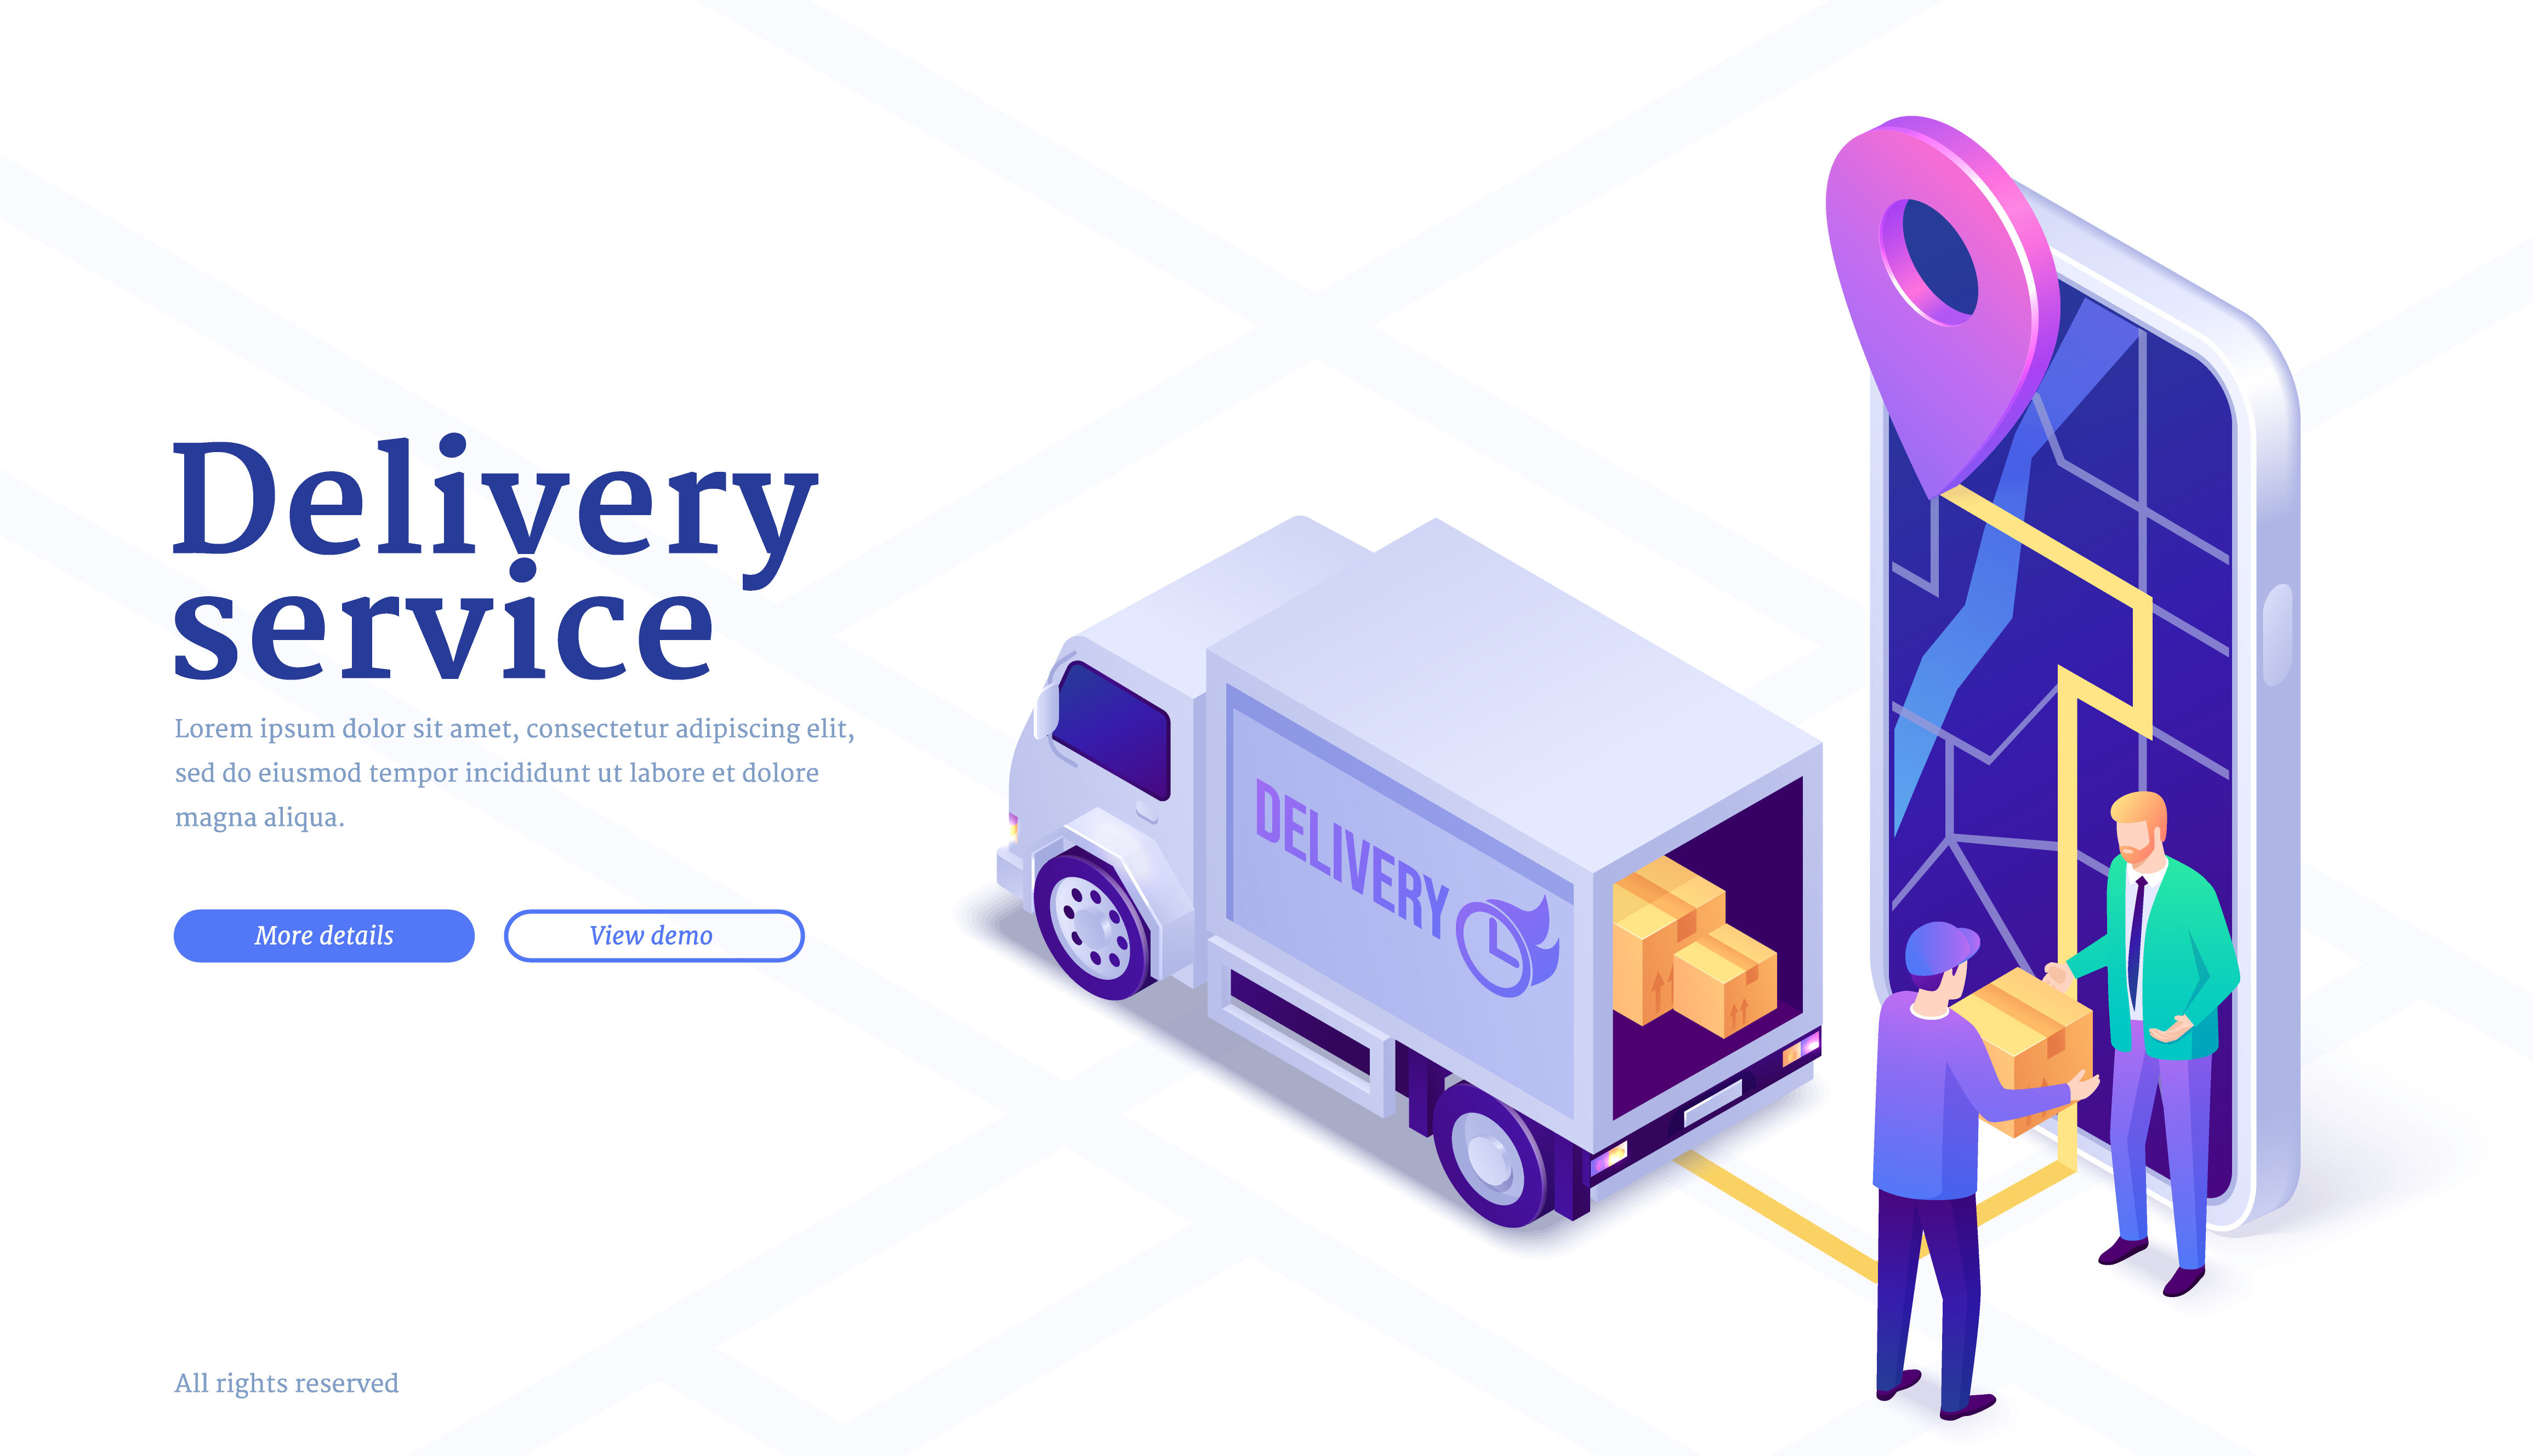 Delivery
service
Lorem ipsum dolor sit amet, consectetur adipiscing elit,
sed do eiusmod tempor incididunt ut labore et dolore
magna aliqua.
More details
View demo
All rights reserved
DELIVERY